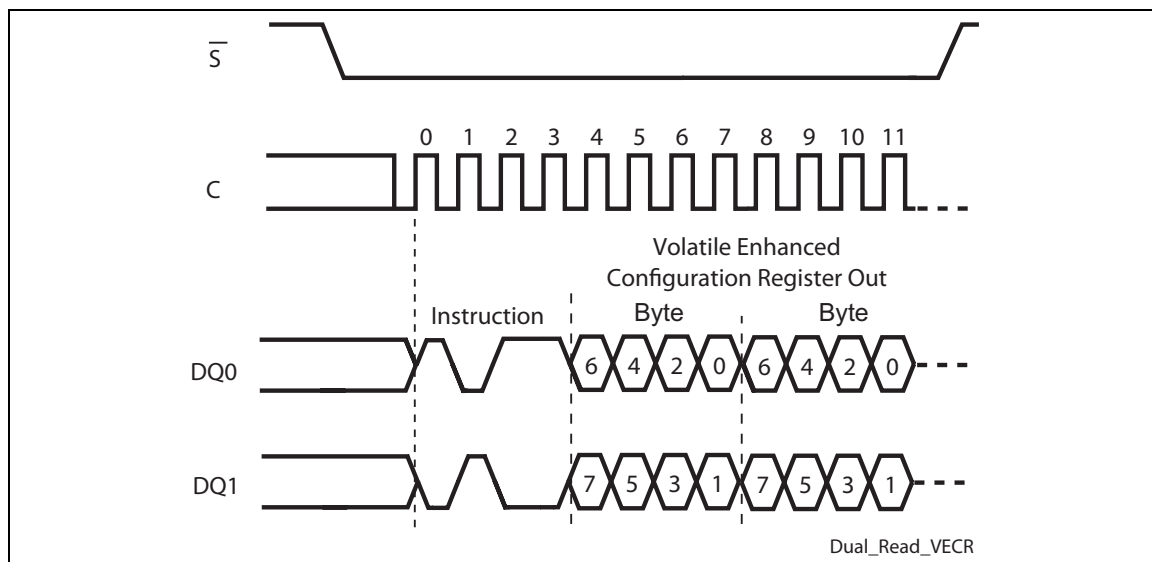 S
0 1 2 3 4 5 6 7 8 9 10 11
C
Volatile Enhanced
Configuration Register Out
Instruction Byte Byte
DQ0 6 4 2 0 6 4 2 0
DQ1 7 5 3 1 7 5 3 1
Dual_Read_VECR